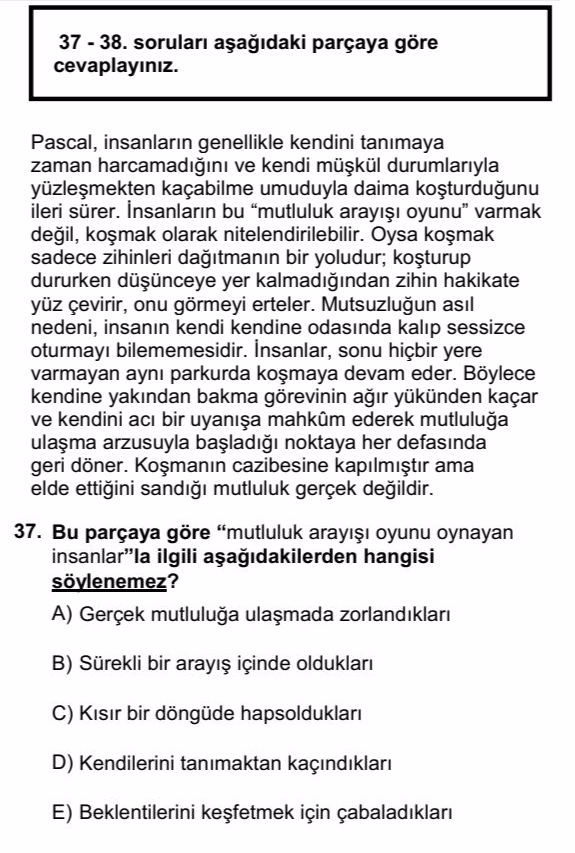 37 - 38. soruları aşağıdaki parçaya göre
cevaplayınız.
Pascal, insanların genellikle kendini tanımaya
zaman harcamadığını ve kendi müşkül durumlarıyla
yüzleşmekten kaçabilme umuduyla daima koşturduğunu
ileri sürer. İnsanların bu “mutluluk arayışı oyunu” varmak
değil, koşmak olarak nitelendirilebilir. Oysa koşmak
sadece zihinleri dağıtmanın bir yoludur; koşturup
dururken düşünceye yer kalmadığından zihin hakikate
yüz çevirir, onu görmeyi erteler. Mutsuzluğun asıl
nedeni, insanın kendi kendine odasında kalıp sessizce
oturmayı bilememesidir. İnsanlar, sonu hiçbir yere
varmayan aynı parkurda koşmaya devam eder. Böylece
kendine yakından bakma görevinin ağır yükünden kaçar
ve kendini acı bir uyanışa mahkûm ederek mutluluğa
ulaşma arzusuyla başladığı noktaya her defasında
geri döner. Koşmanın cazibesine kapılmıştır ama
elde ettiğini sandığı mutluluk gerçek değildir.
37. Bu parçaya göre “mutluluk arayışı oyunu oynayan
insanlar”la ilgili aşağıdakilerden hangisi
söylenemez?
A) Gerçek mutluluğa ulaşmada zorlandıkları
B) Sürekli bir arayış içinde oldukları
C) Kısır bir döngüde hapsoldukları
D) Kendilerini tanımaktan kaçındıkları
E) Beklentilerini keşfetmek için çabaladıkları